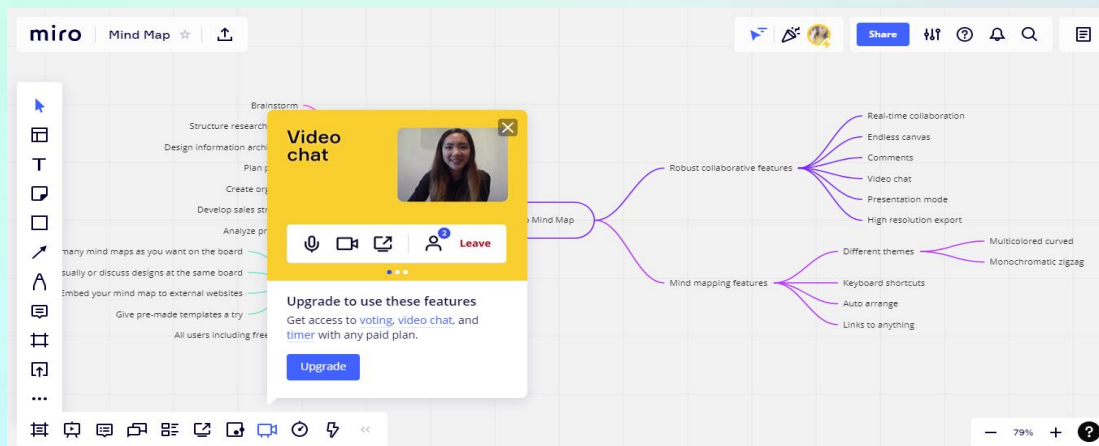 miro
Mind Map
Share
Brainstorm
Structure research
Design information archi
Plan p
Create org
Develop sales str
Analyze pr
many mind maps as you want on the board
sually or discuss designs at the same board
Embed your mind map to external websites
Give pre-made templates a try
All users including free
Video
chat
2
Leave
Upgrade to use these features
Get access to voting, video chat, and
timer with any paid plan.
Upgrade
Mind Map
Robust collaborative features
Real-time collaboration
Endless canvas
Comments
Video chat
Presentation mode
High resolution export
Mind mapping features
Different themes
Multicolored curved
Monochromatic zigzag
Keyboard shortcuts
Auto arrange
Links to anything
79%